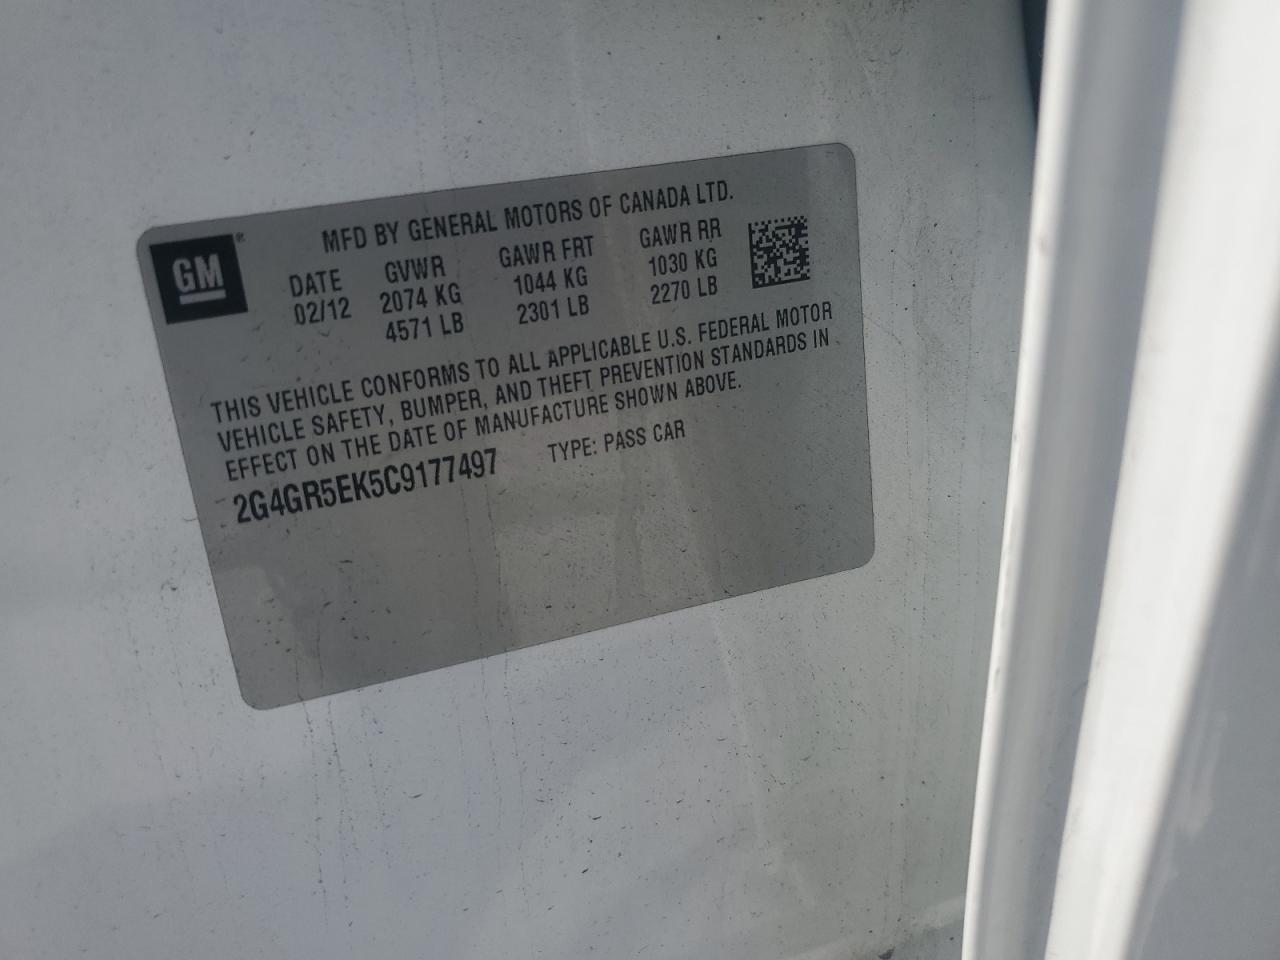 GM
MFD BY GENERAL MOTORS OF CANADA LTD.
DATE GVWR GAWR FRT GAWR RR
02/12 2074 KG 1044 KG 1030 KG
4571 LB 2301 LB 2270 LB
THIS VEHICLE CONFORMS TO ALL APPLICABLE U.S. FEDERAL MOTOR
VEHICLE SAFETY, BUMPER, AND THEFT PREVENTION STANDARDS IN
EFFECT ON THE DATE OF MANUFACTURE SHOWN ABOVE.
2G4GR5EK5C9177497 TYPE: PASS CAR